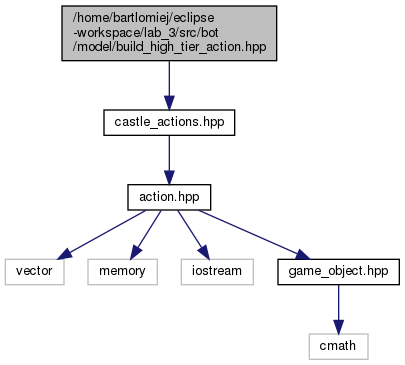 /home/bartlomiej/eclipse
-workspace/lab_3/src/bot
/model/build_high_tier_action.hpp
castle_actions.hpp
action.hpp
vector
memory
iostream
game_object.hpp
cmath